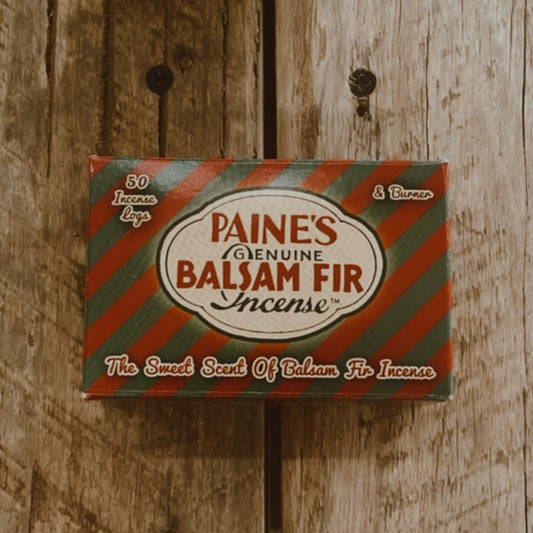 50
Incense
Logs
& Burner
PAINE'S
GENUINE
BALSAM FIR
Incense™
The Sweet Scent Of Balsam Fir Incense